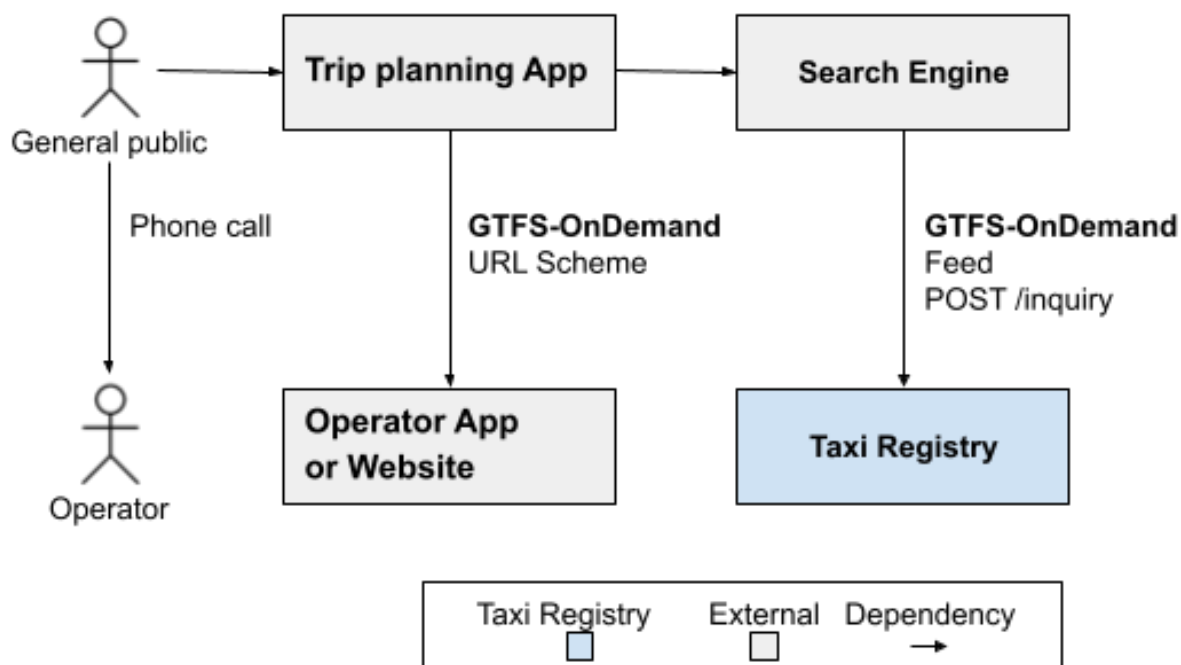 Trip planning App
Search Engine
General public
Phone call
GTFS-OnDemand
URL Scheme
GTFS-OnDemand
Feed
POST /inquiry
Operator App
or Website
Taxi Registry
Operator
Taxi Registry
External
Dependency